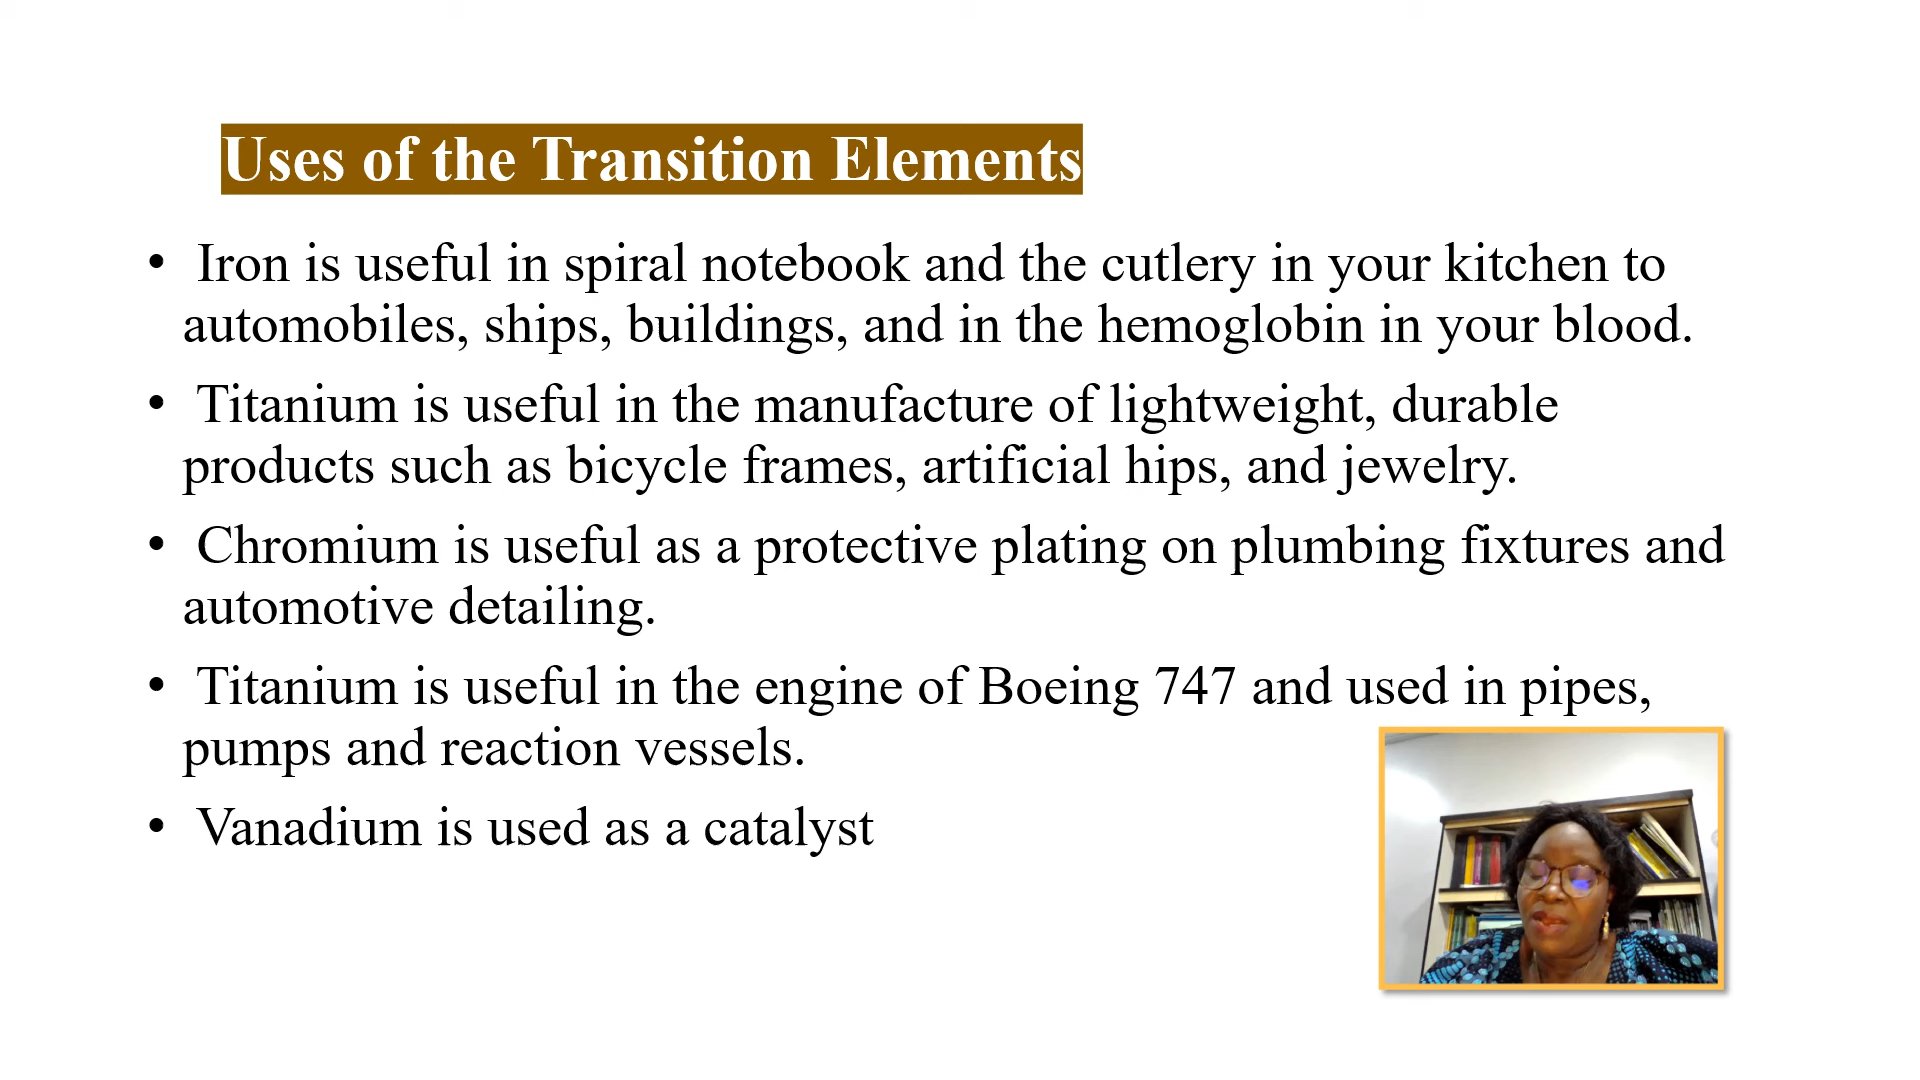 Uses of the Transition Elements
• Iron is useful in spiral notebook and the cutlery in your kitchen to
automobiles, ships, buildings, and in the hemoglobin in your blood.
• Titanium is useful in the manufacture of lightweight, durable
products such as bicycle frames, artificial hips, and jewelry.
• Chromium is useful as a protective plating on plumbing fixtures and
automotive detailing.
• Titanium is useful in the engine of Boeing 747 and used in pipes,
pumps and reaction vessels.
• Vanadium is used as a catalyst